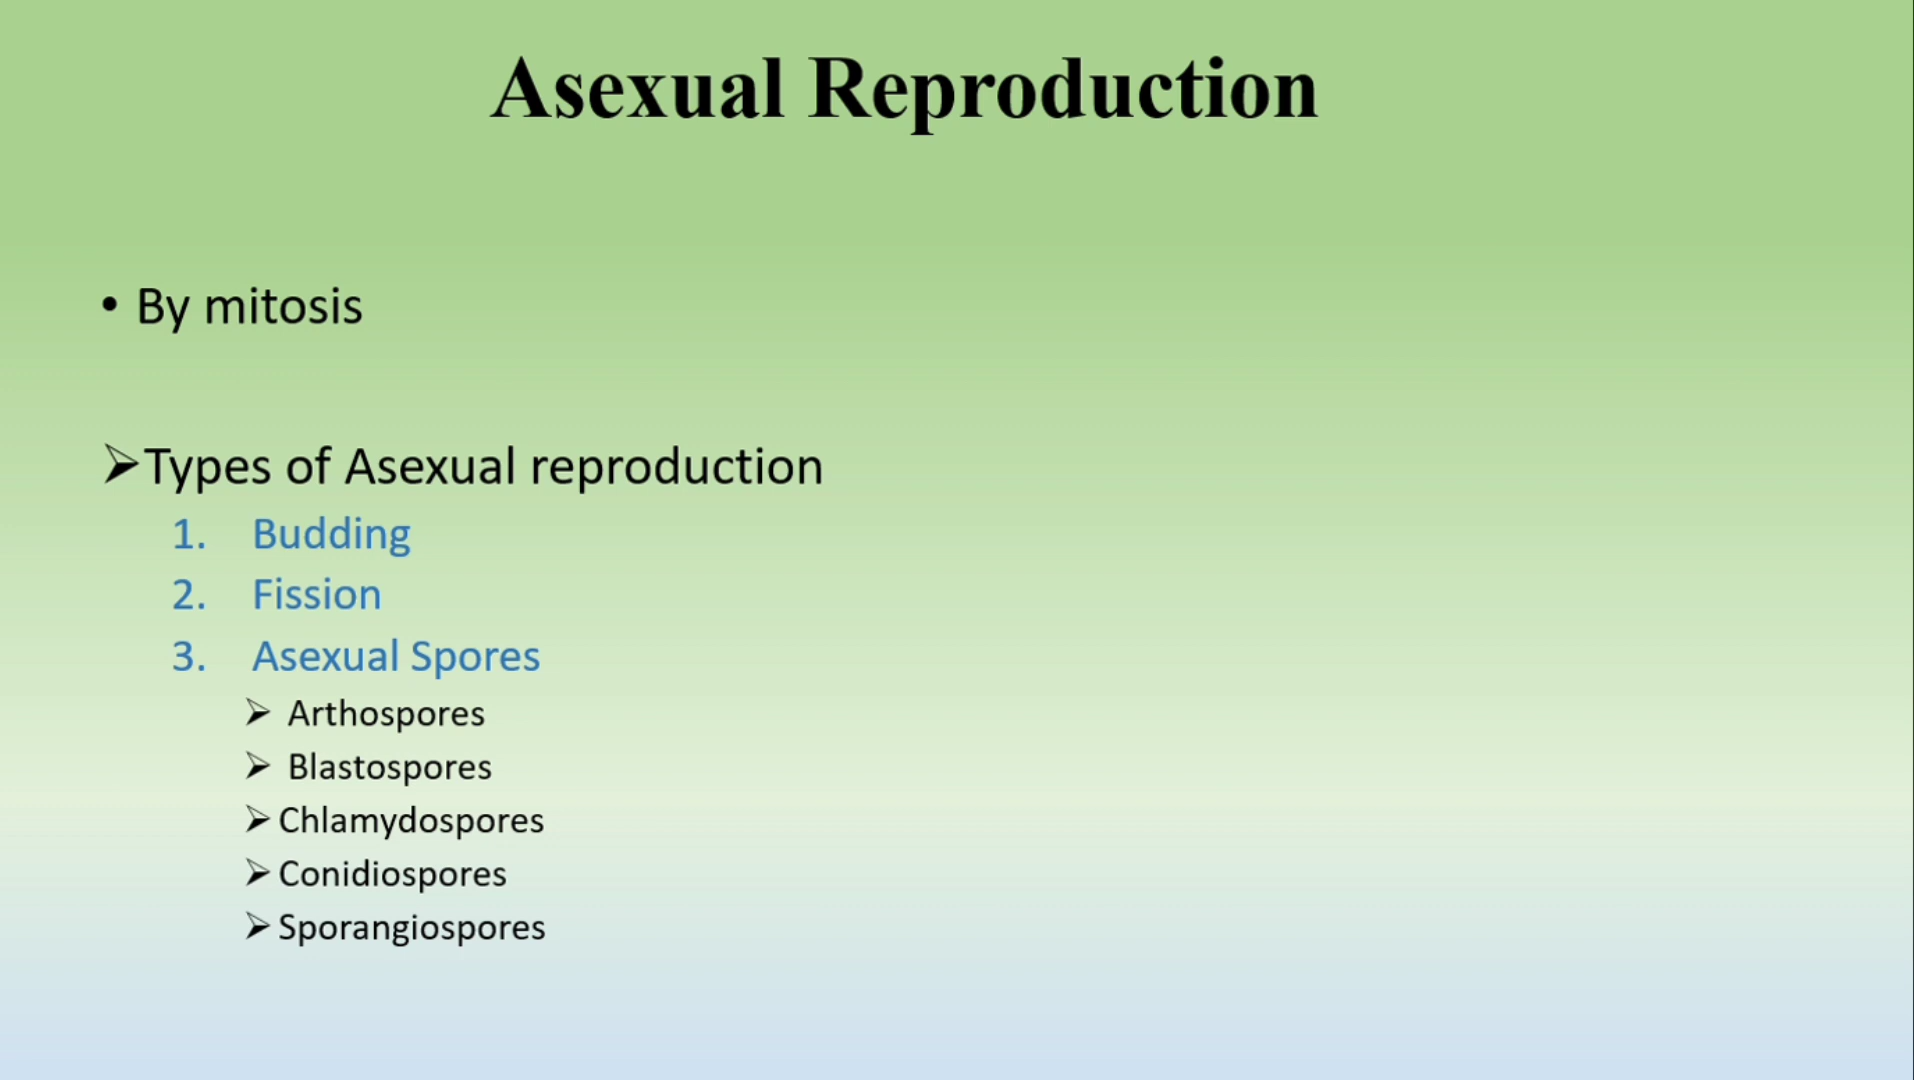 Asexual Reproduction
• By mitosis
➢Types of Asexual reproduction
1. Budding
2. Fission
3. Asexual Spores
➢ Arthospores
➢ Blastospores
➢Chlamydospores
➢Conidiospores
➢Sporangiospores